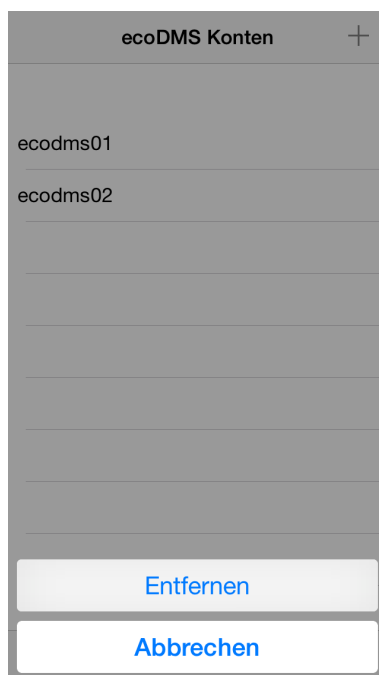 ecoDMS Konten
ecodms01
ecodms02
Entfernen
Abbrechen